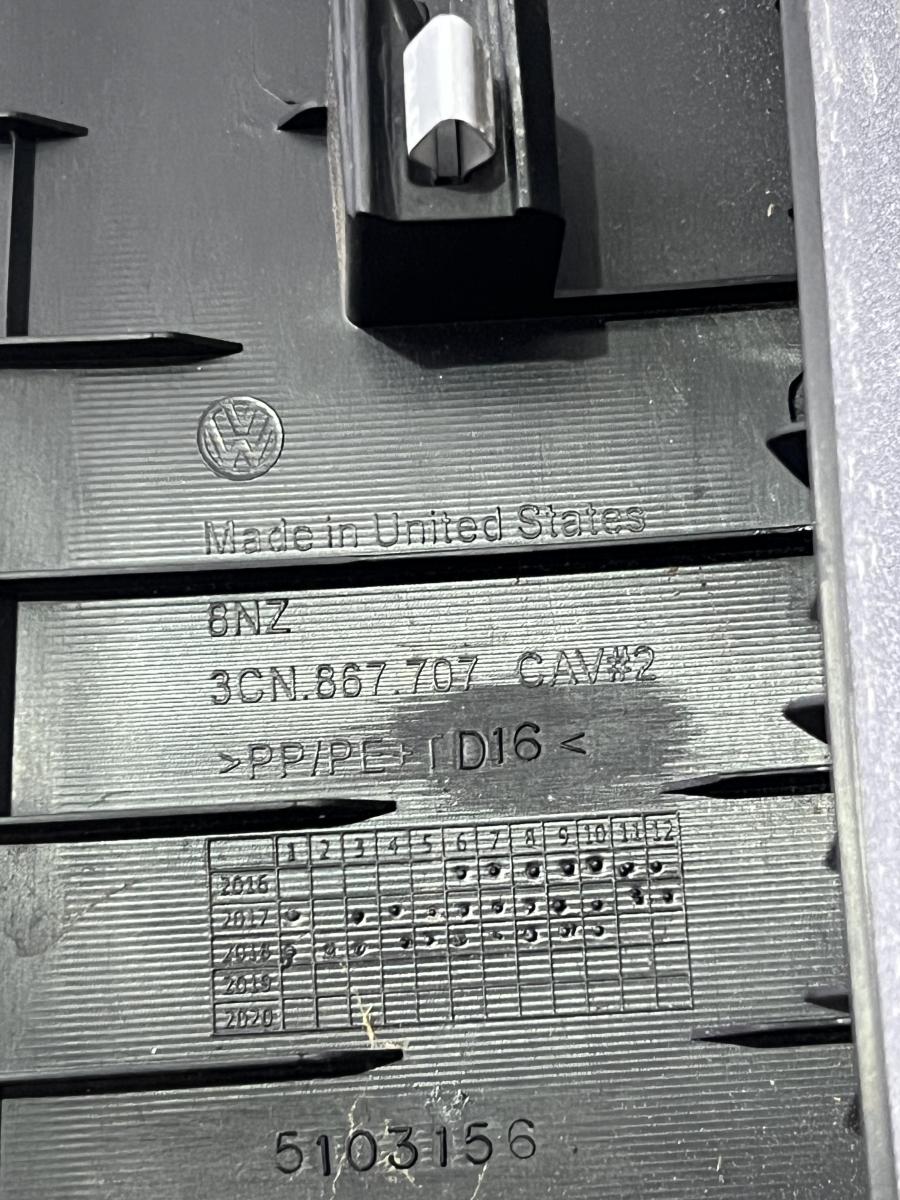 VW
Made in United States
8NZ
3CN.867.707 CAV#2
>PP/PE+TD16<
1 2 3 4 5 6 7 8 9 10 11 12
2016
2017
2018
2019
2020
5103156